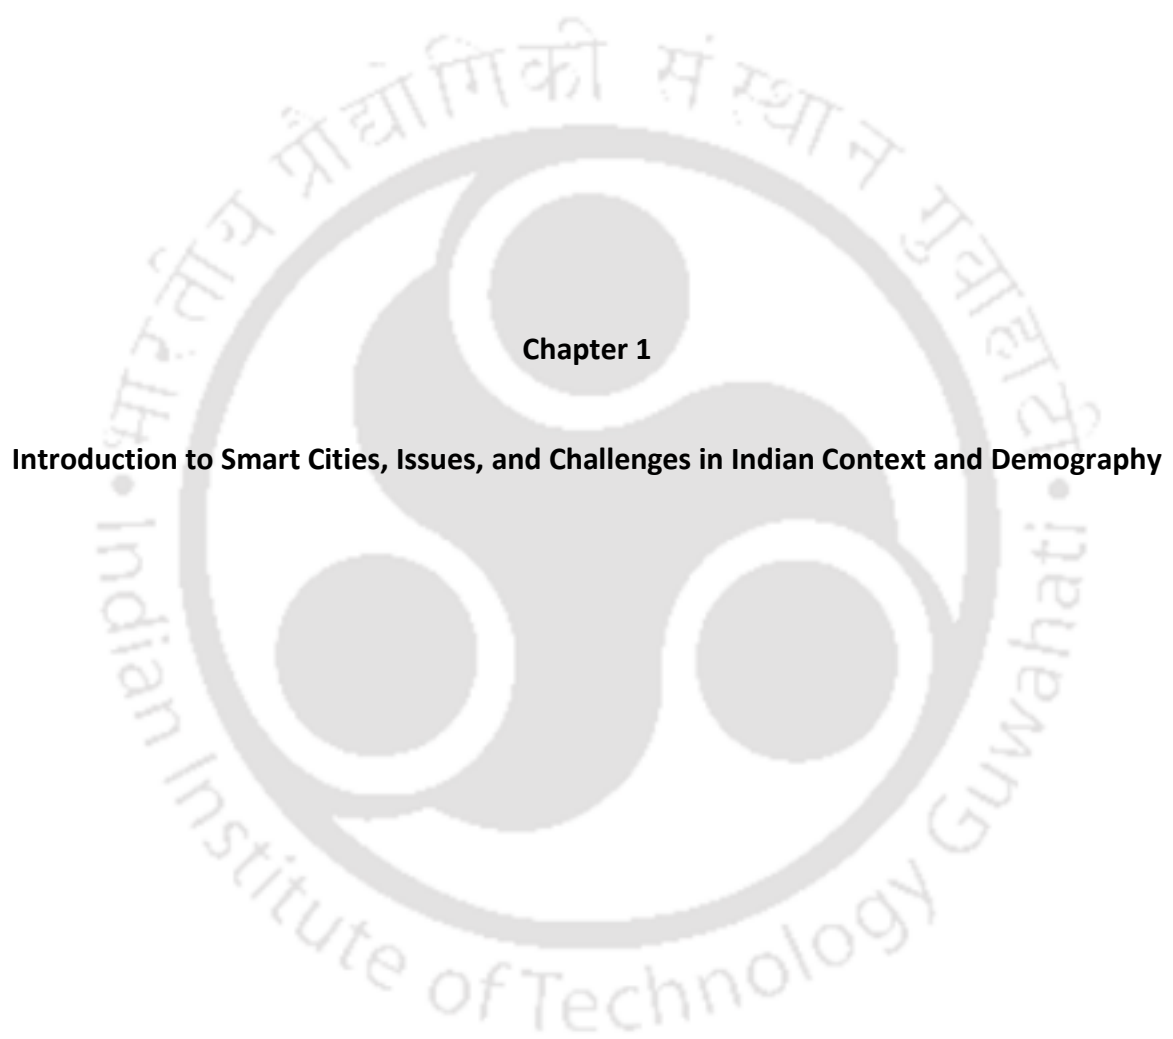 भारतीय प्रौद्योगिकी संस्थान गुवाहाटी
Chapter 1
Introduction to Smart Cities, Issues, and Challenges in Indian Context and Demography
Indian Institute of Technology Guwahati